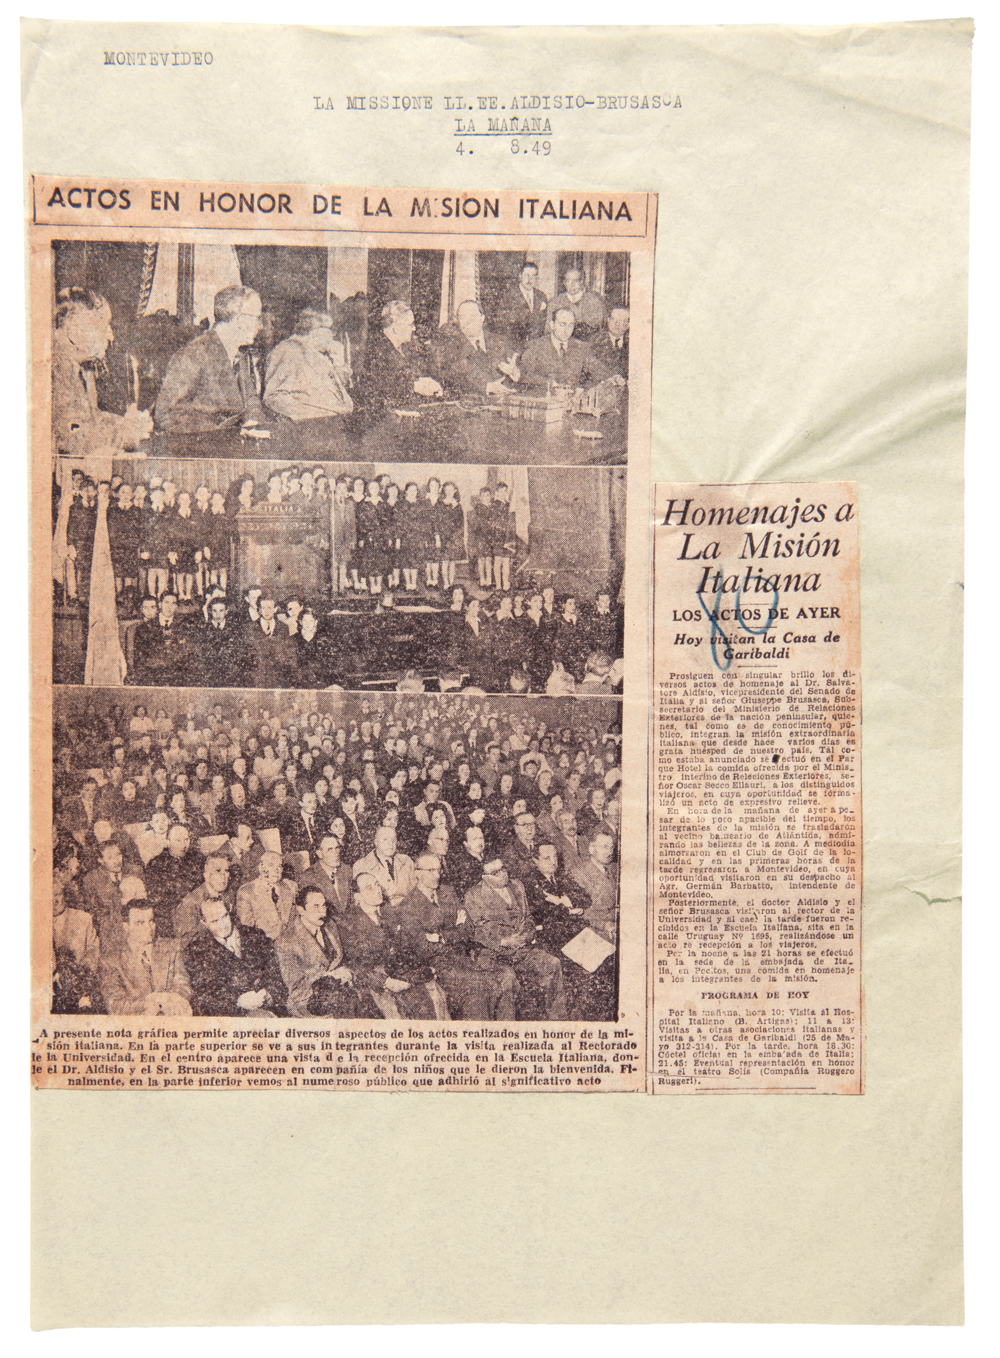 MONTEVIDEO
LA MISSIONE LL.EE.ALDISIO-BRUSASCA
LA MAÑANA
4. 8.49
ACTOS EN HONOR DE LA MISION ITALIANA
ITALIA
A presente nota gráfica permite apreciar diversos aspectos de los actos realizados en honor de la mi-
sión italiana. En la parte superior se ve a sus integrantes durante la visita realizada al Rectorado
de la Universidad. En el centro aparece una vista de la recepción ofrecida en la Escuela Italiana, don-
de el Dr. Aldisio y el Sr. Brusasca aparecen en compañía de los niños que le dieron la bienvenida. Fi-
nalmente, en la parte inferior vemos al numeroso público que adhirió al significativo acto
Homenajes a
La Misión
Italiana
LOS ACTOS DE AYER
Hoy visitan la Casa de
Garibaldi
Prosiguen con singular brillo los di-
versos actos de homenaje al Dr. Salva-
tore Aldisio, vicepresidente del Senado de
Italia y al señor Giuseppe Brusasca, Sub-
secretario del Ministerio de Relaciones
Exteriores de la nación peninsular, quie-
nes, tal como es de conocimiento pú-
blico, integran la misión extraordinaria
italiana que desde hace varios días es
grata huésped de nuestro país. Tal co-
mo estaba anunciado se efectuó en el Par
que Hotel la comida ofrecida por el Minis-
tro interino de Relaciones Exteriores, se-
ñor Oscar Secco Ellauri, a los distinguidos
viajeros, en cuya oportunidad se forma-
lizó un acto de expresivo relieve.
En hora de la mañana de ayer a pe-
sar de lo poco apacible del tiempo, los
integrantes de la misión se trasladaron
al vecino balneario de Atlántida, admi-
rando las bellezas de la zona. A mediodía
almorzaron en el Club de Golf de la lo-
calidad y en las primeras horas de la
tarde regresaron a Montevideo, en cuya
oportunidad visitaron en su despacho al
Agr. Germán Barbatto, intendente de
Montevideo.
Posteriormente, el doctor Aldisio y el
señor Brusasca visitaron al rector de la
Universidad y al caer la tarde fueron re-
cibidos en la Escuela Italiana, sita en la
calle Uruguay Nº 1695, realizándose un
acto re recepción a los viajeros.
Por la noche a las 21 horas se efectuó
en la sede de la embajada de Ita-
lia, en Pocitos, una comida en homenaje
a los integrantes de la misión.
PROGRAMA DE HOY
Por la mañana, hora 10: Visita al Hos-
pital Italiano (B. Artigas); 11 a 13:
Visitas a otras asociaciones italianas y
visita a la Casa de Garibaldi (25 de Ma-
yo 312-314). Por la tarde, hora 18.30:
Cóctel oficial en la embajada de Italia;
21.45: Eventual representación en honor
en el teatro Solís (Compañía Ruggero
Ruggeri).